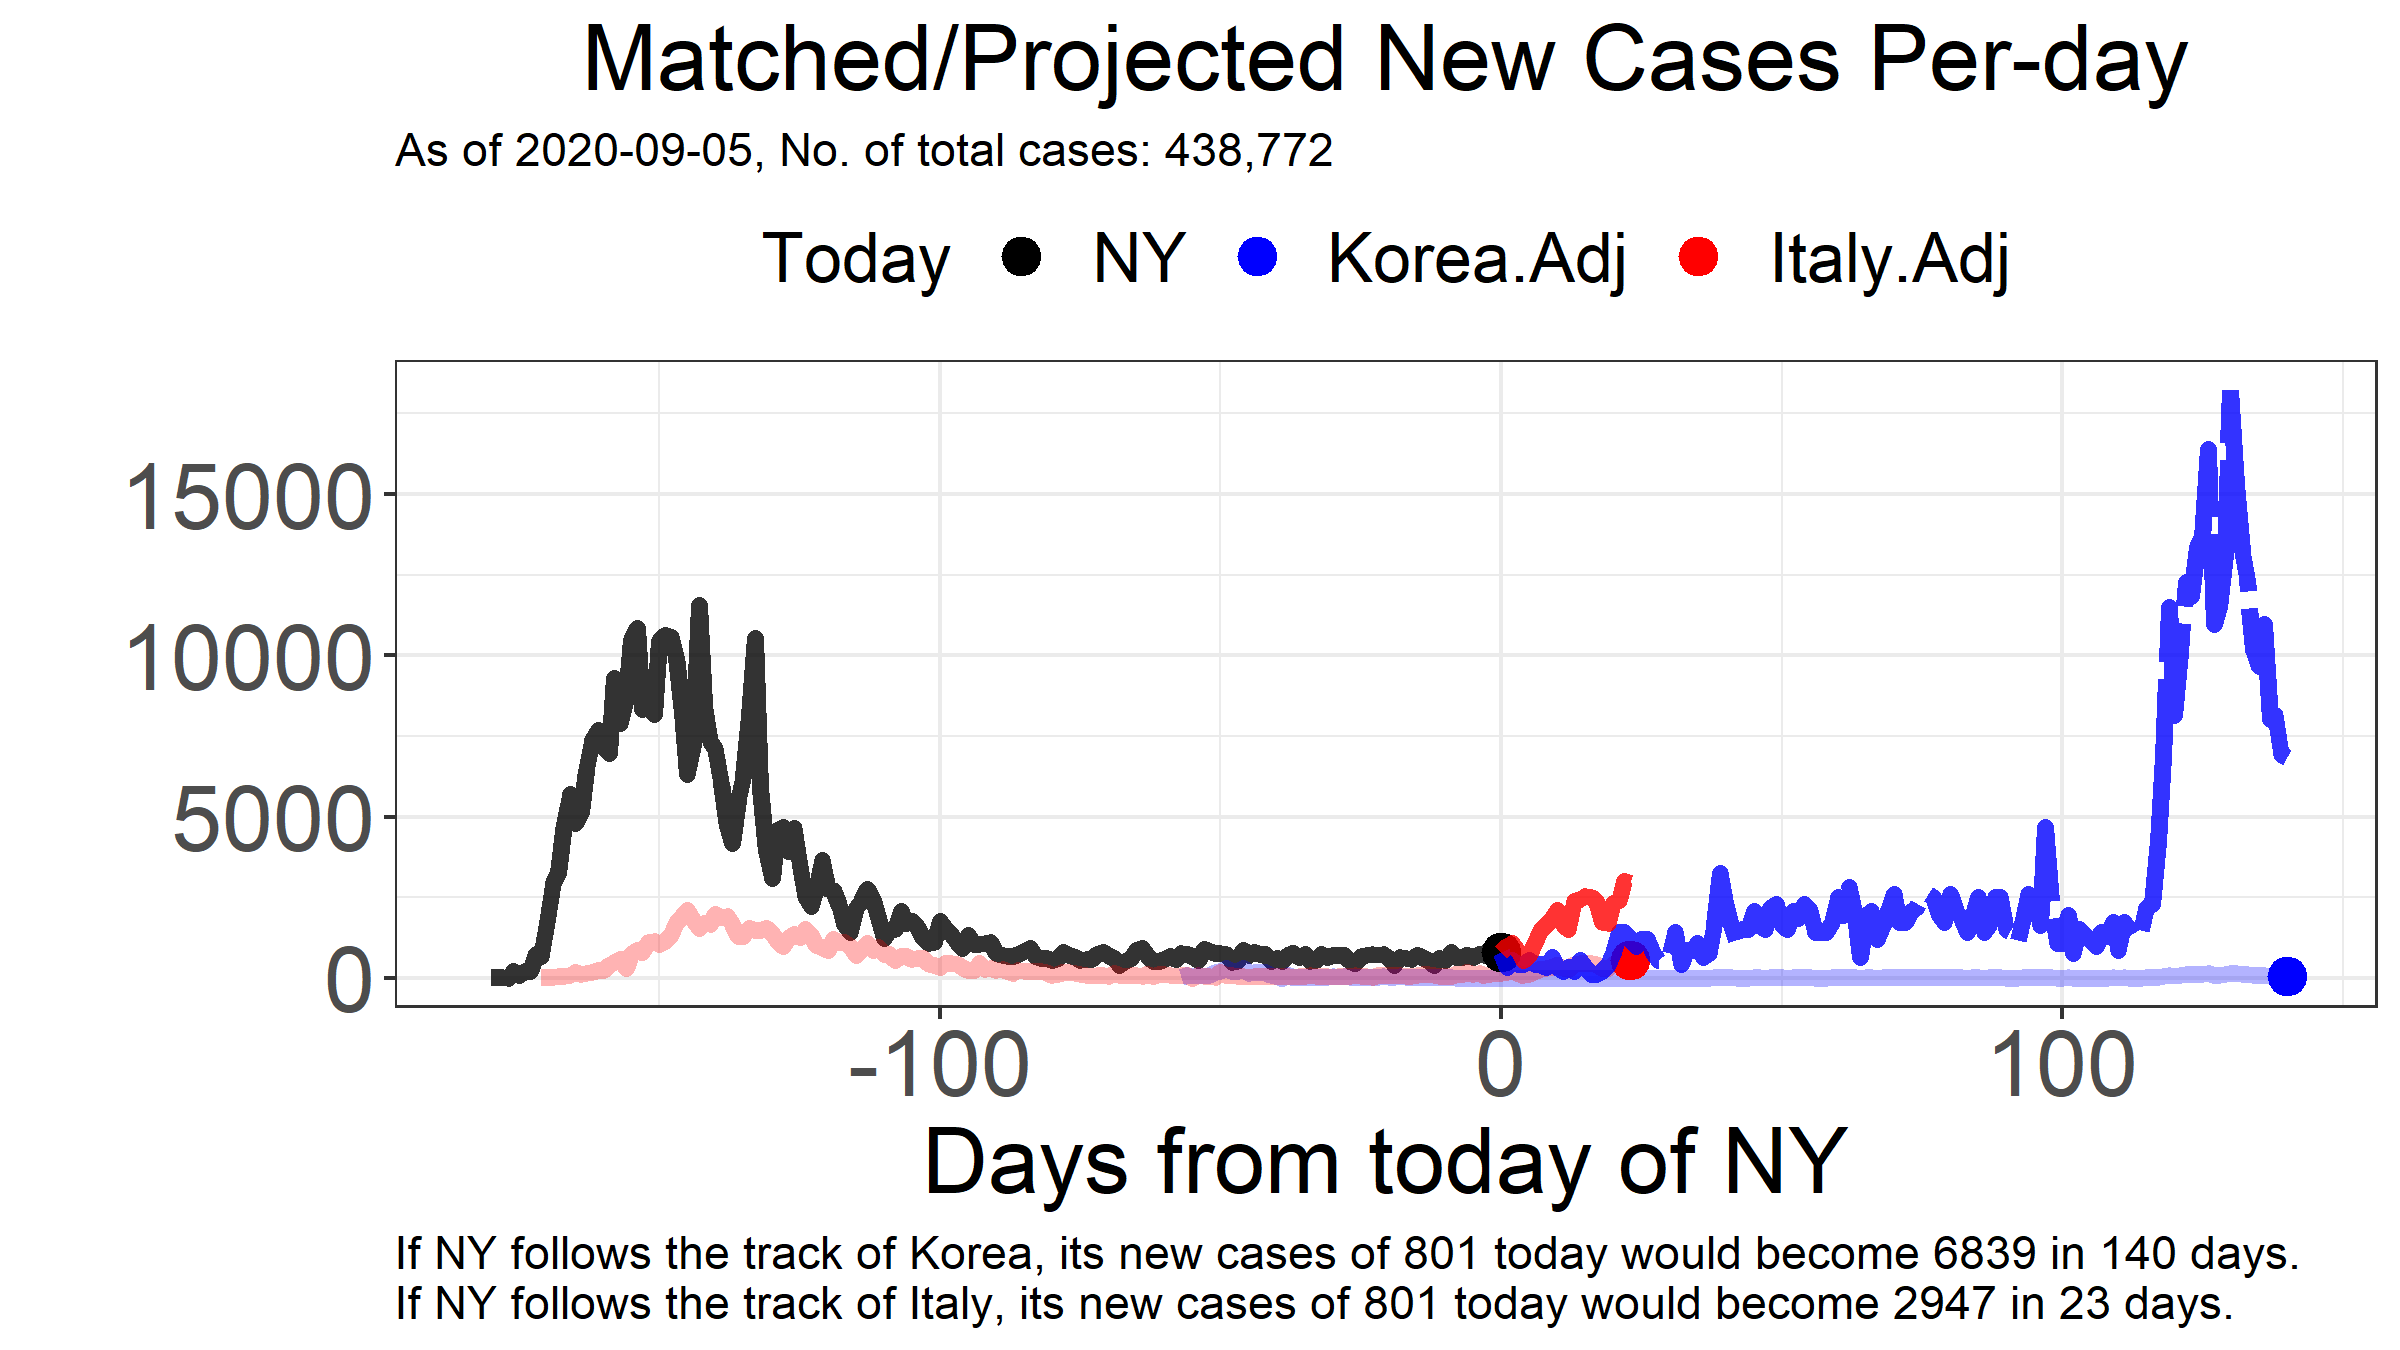 Matched/Projected New Cases Per-day
As of 2020-09-05, No. of total cases: 438,772
Today NY Korea.Adj Italy.Adj
15000
10000
5000
0
-100 0 100
Days from today of NY
If NY follows the track of Korea, its new cases of 801 today would become 6839 in 140 days.
If NY follows the track of Italy, its new cases of 801 today would become 2947 in 23 days.